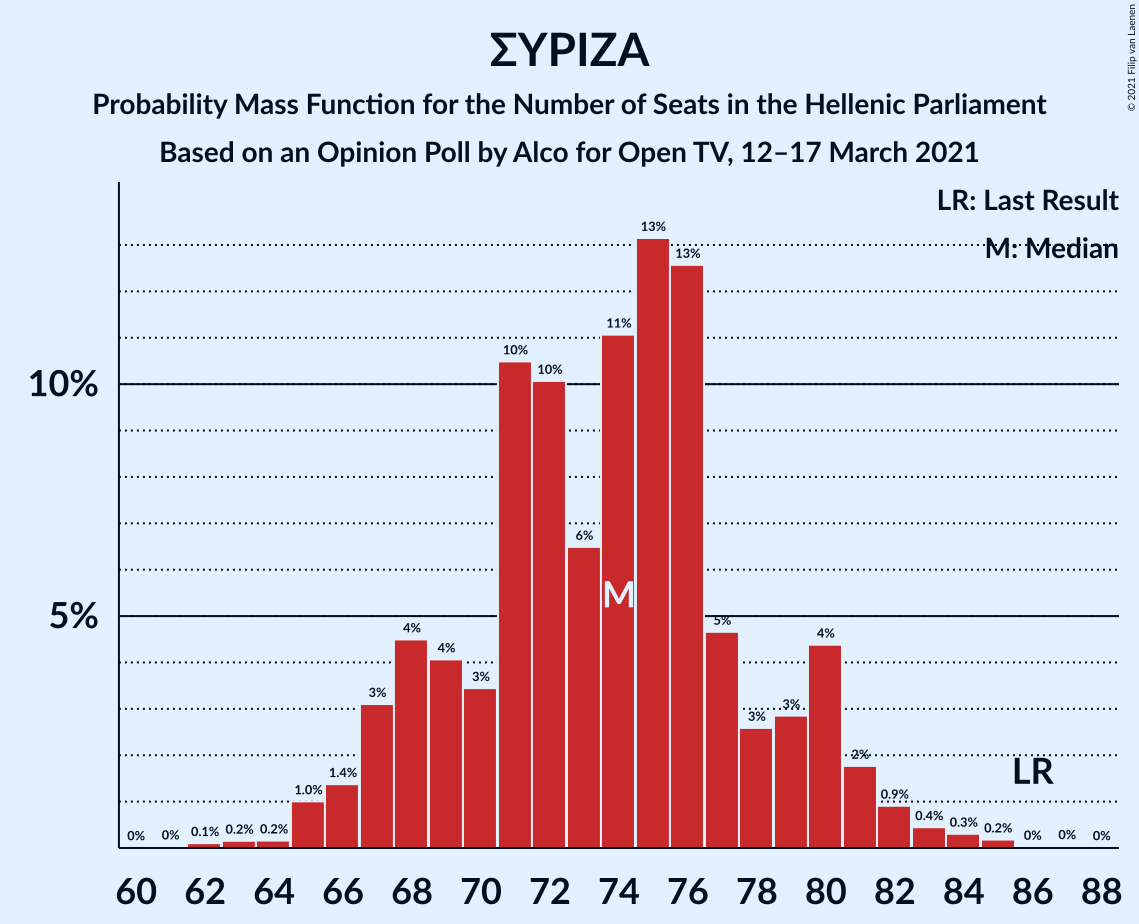 ΣΥΡΙΖΑ
Probability Mass Function for the Number of Seats in the Hellenic Parliament
Based on an Opinion Poll by Alco for Open TV, 12–17 March 2021
© 2021 Filip van Laenen
LR: Last Result
M: Median
10%
5%
0% 0% 0.1% 0.2% 0.2% 1.0% 1.4% 3% 4% 4% 3% 10% 10% 6% 11% 13% 13% 5% 3% 3% 4% 2% 0.9% 0.4% 0.3% 0.2% 0% 0% 0%
M
LR
60 62 64 66 68 70 72 74 76 78 80 82 84 86 88